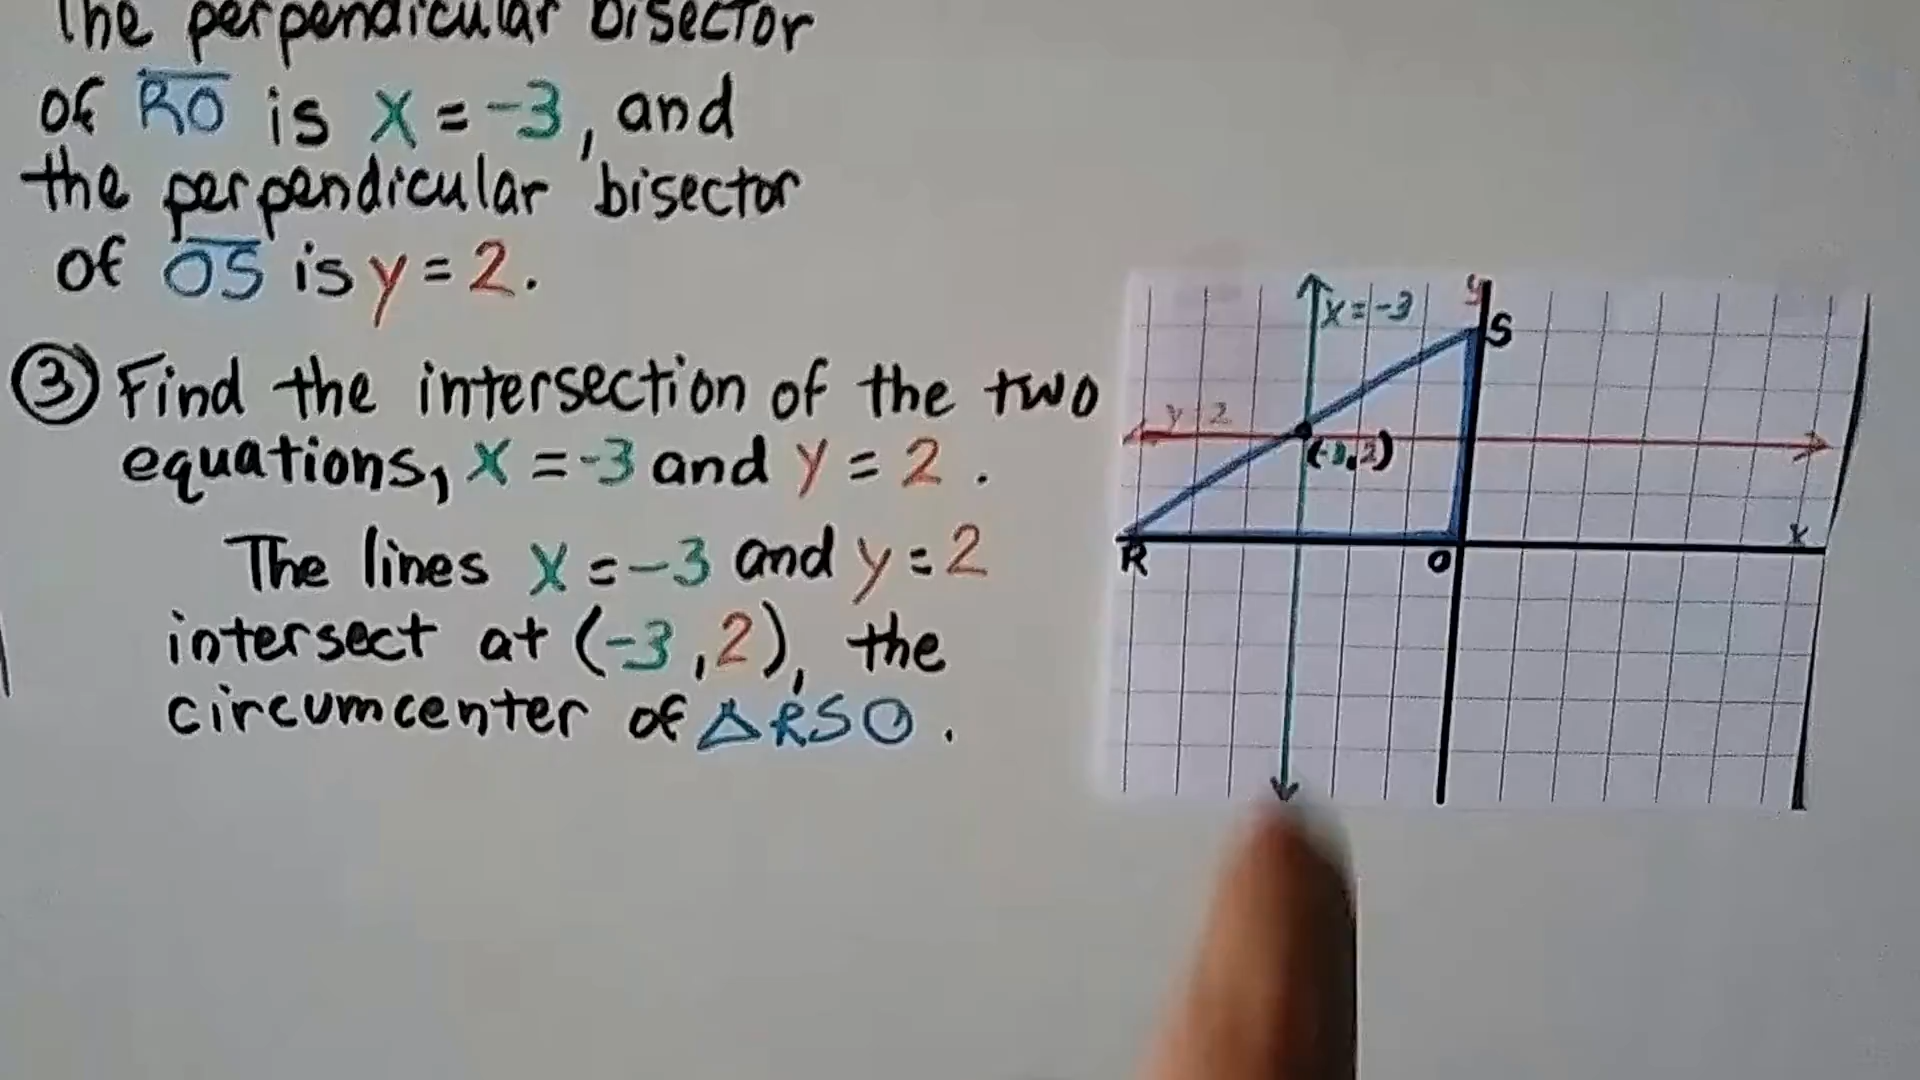 The perpendicular bisector
of RO is x = -3, and
the perpendicular bisector
of OS is y = 2.
③ Find the intersection of the two
equations, x = -3 and y = 2.
The lines x = -3 and y = 2
intersect at (-3, 2), the
circumcenter of △RSO.
y
x = -3
S
y = 2
(-3, 2)
x
R
O